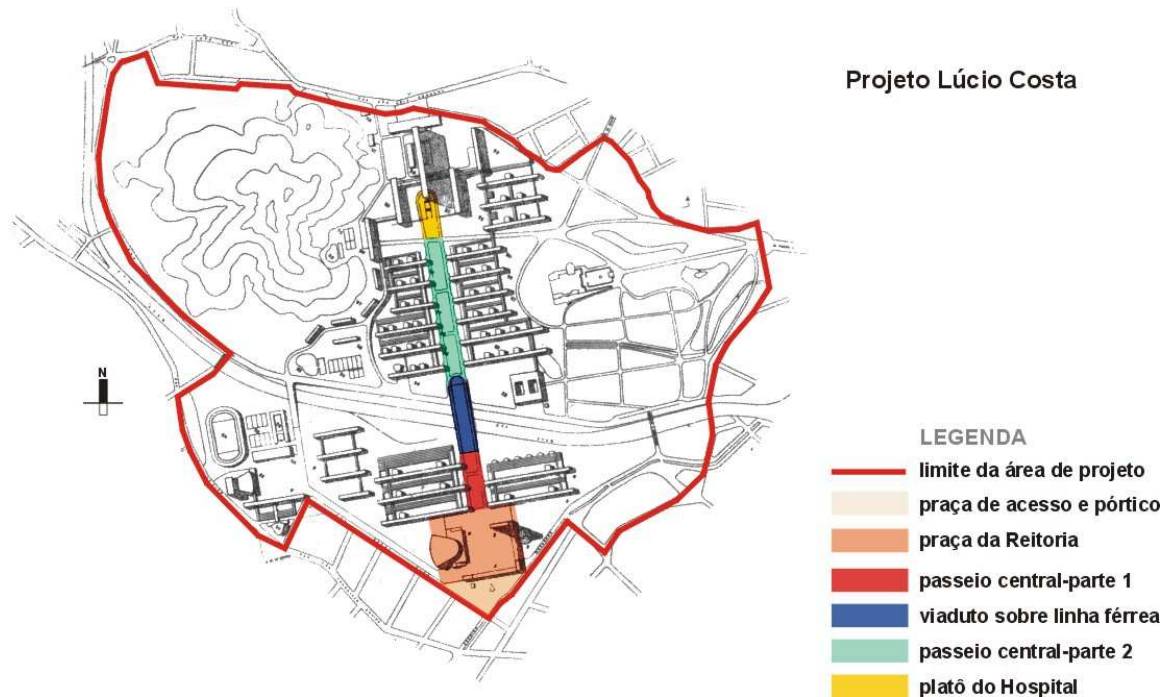 Projeto Lúcio Costa
N
LEGENDA
limite da área de projeto
praça de acesso e pórtico
praça da Reitoria
passeio central-parte 1
viaduto sobre linha férrea
passeio central-parte 2
platô do Hospital